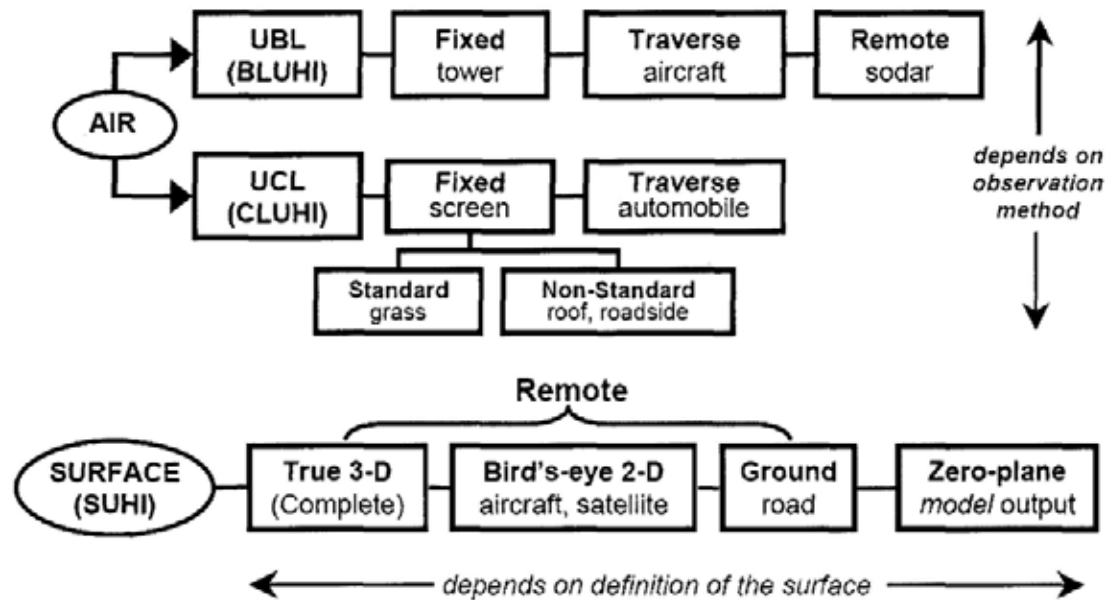 UBL
(BLUHI)
Fixed
tower
Traverse
aircraft
Remote
sodar
AIR
depends on
observation
method
UCL
(CLUHI)
Fixed
screen
Traverse
automobile
Standard
grass
Non-Standard
roof, roadside
Remote
SURFACE
(SUHI)
True 3-D
(Complete)
Bird's-eye 2-D
aircraft, satellite
Ground
road
Zero-plane
model output
depends on definition of the surface